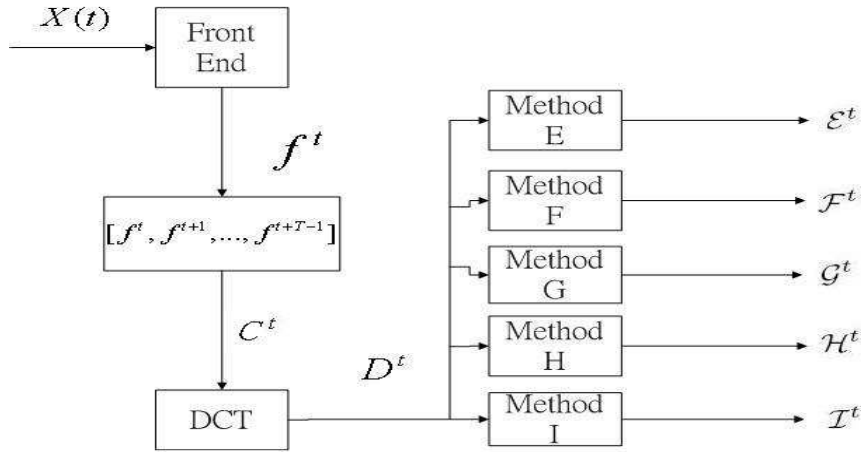 X(t)
Front
End
f^t
[f^t, f^{t+1}, ..., f^{t+T-1}]
C^t
DCT
D^t
Method
E
ℰ^t
Method
F
ℱ^t
Method
G
𝒢^t
Method
H
ℋ^t
Method
I
ℐ^t